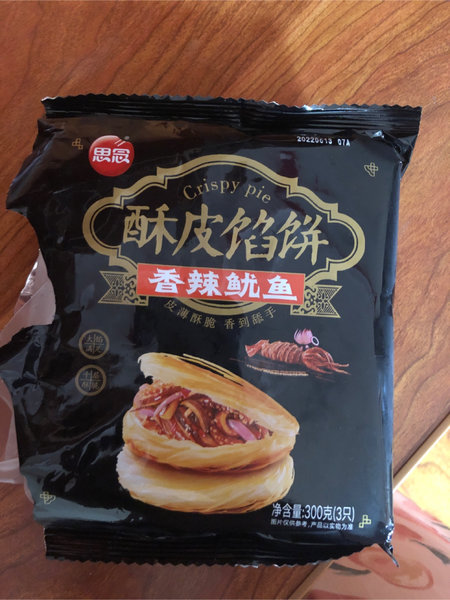 20220613 07A
思念
Crispy pie
酥皮馅饼
香辣鱿鱼
皮薄酥脆 香到舔手
净含量:300克(3只)
图片仅供参考,产品以实物为准